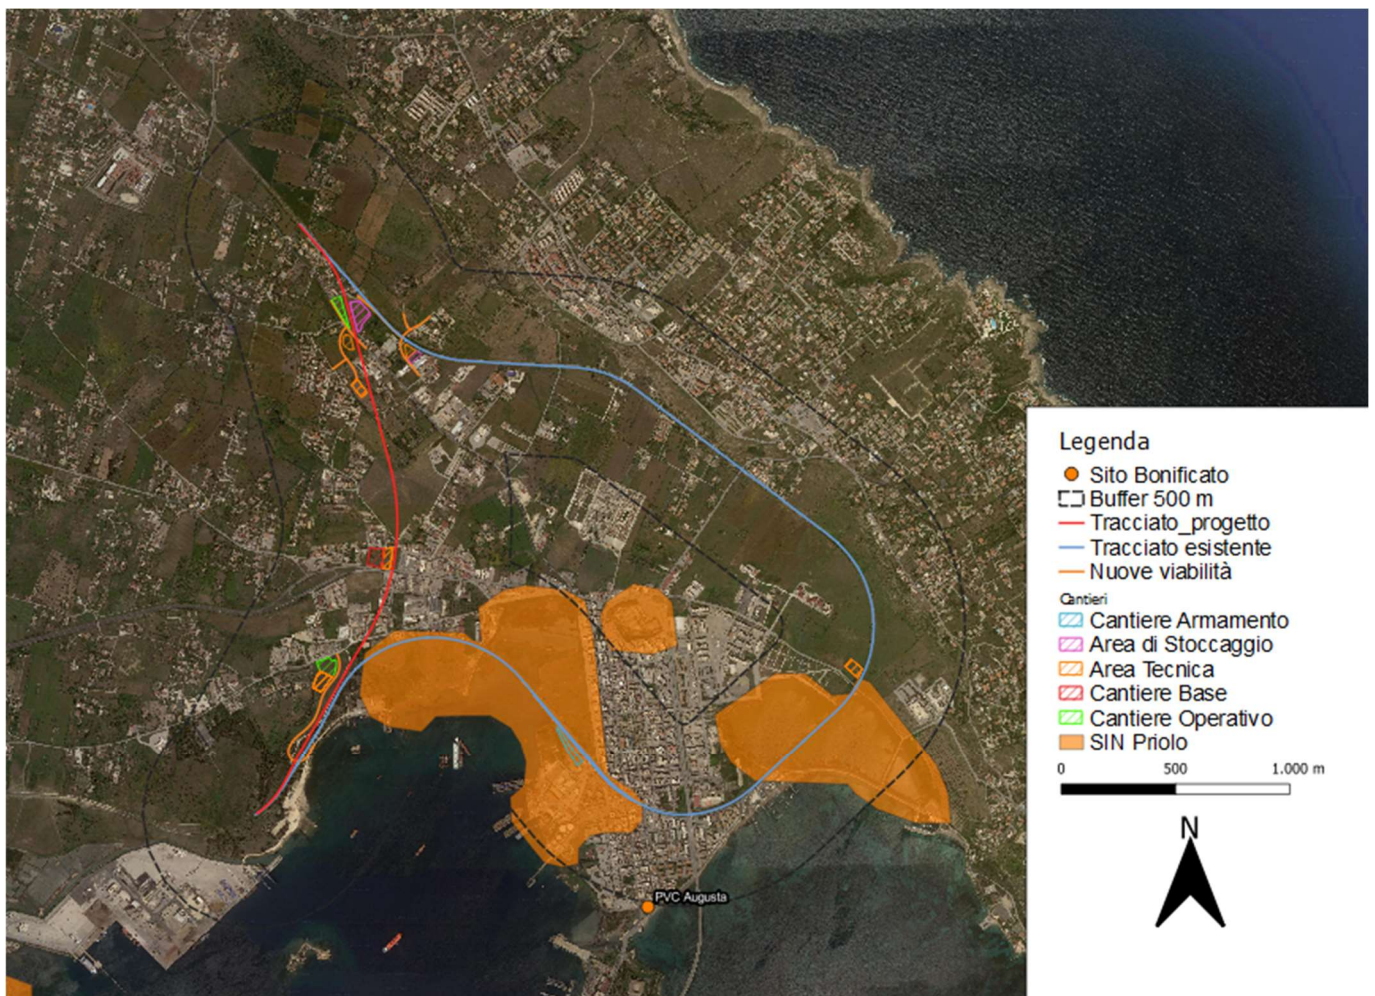 Legenda
Sito Bonificato
Buffer 500 m
Tracciato_progetto
Tracciato esistente
Nuove viabilità
Cantieri
Cantiere Armamento
Area di Stoccaggio
Area Tecnica
Cantiere Base
Cantiere Operativo
SIN Priolo
0 500 1.000 m
N
PVC Augusta